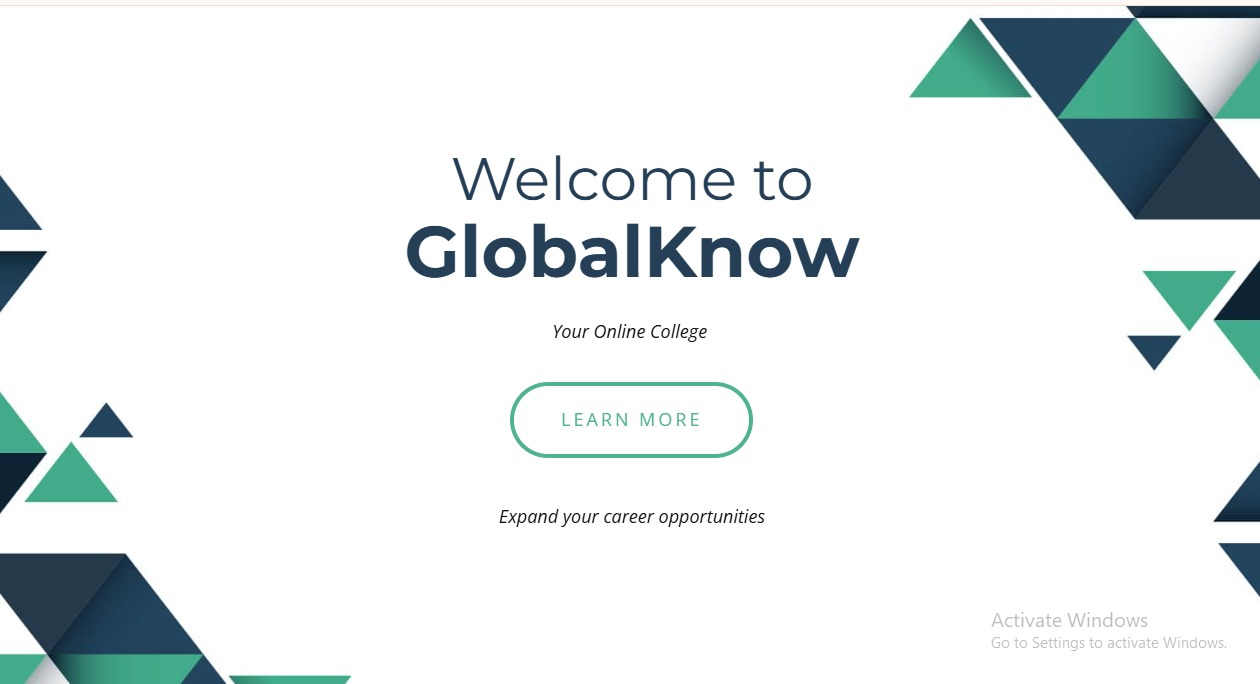 Welcome to
GlobalKnow
Your Online College
LEARN MORE
Expand your career opportunities
Activate Windows
Go to Settings to activate Windows.